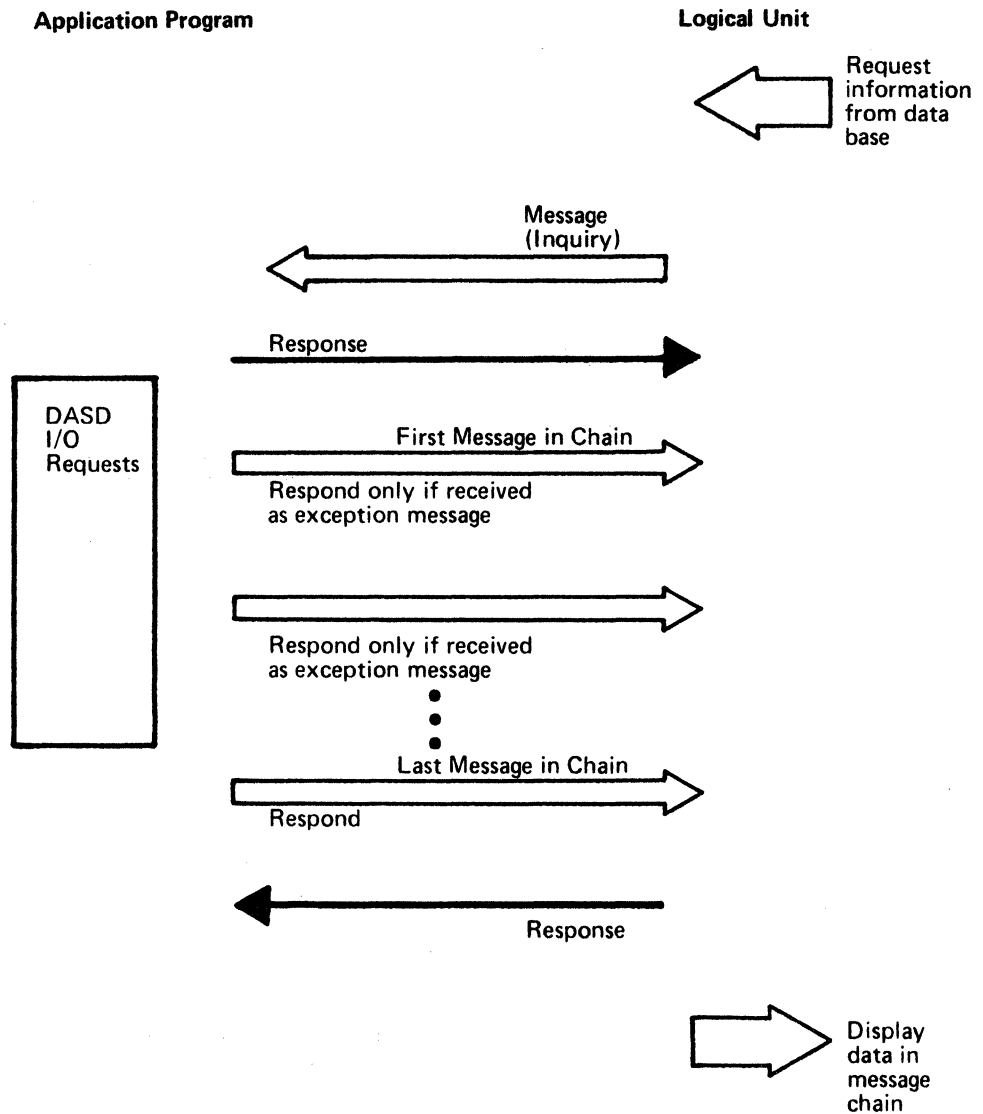 Application Program
Logical Unit
Request
information
from data
base
Message
(Inquiry)
Response
DASD
I/O
Requests
First Message in Chain
Respond only if received
as exception message
Respond only if received
as exception message
Last Message in Chain
Respond
Response
Display
data in
message
chain